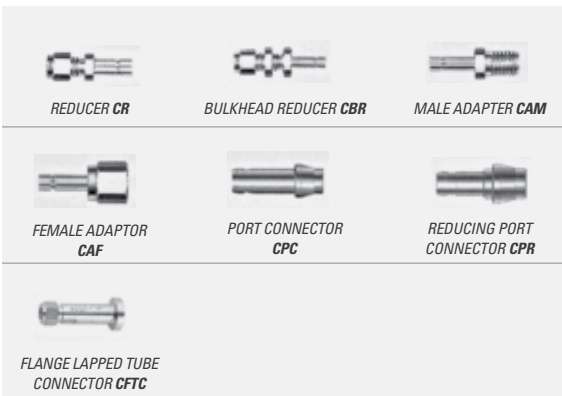 REDUCER CR
BULKHEAD REDUCER CBR
MALE ADAPTER CAM
FEMALE ADAPTOR
CAF
PORT CONNECTOR
CPC
REDUCING PORT
CONNECTOR CPR
FLANGE LAPPED TUBE
CONNECTOR CFTC